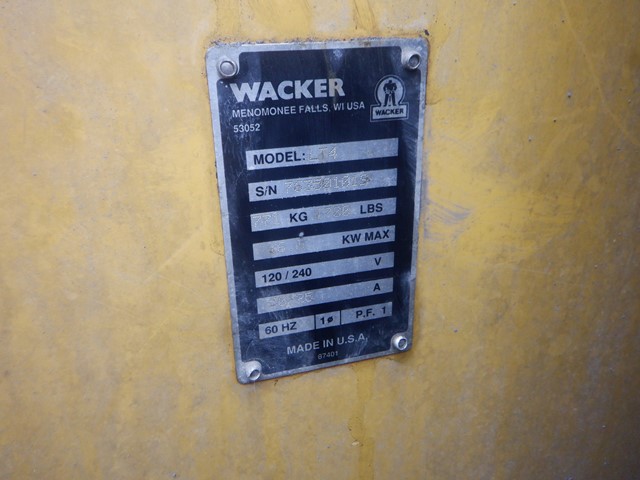 WACKER
MENOMONEE FALLS, WI USA
53052
WACKER
MODEL:
S/N
KG LBS
KW MAX
120 / 240 V
A
60 HZ 1ø P.F. 1
MADE IN U.S.A.
87401